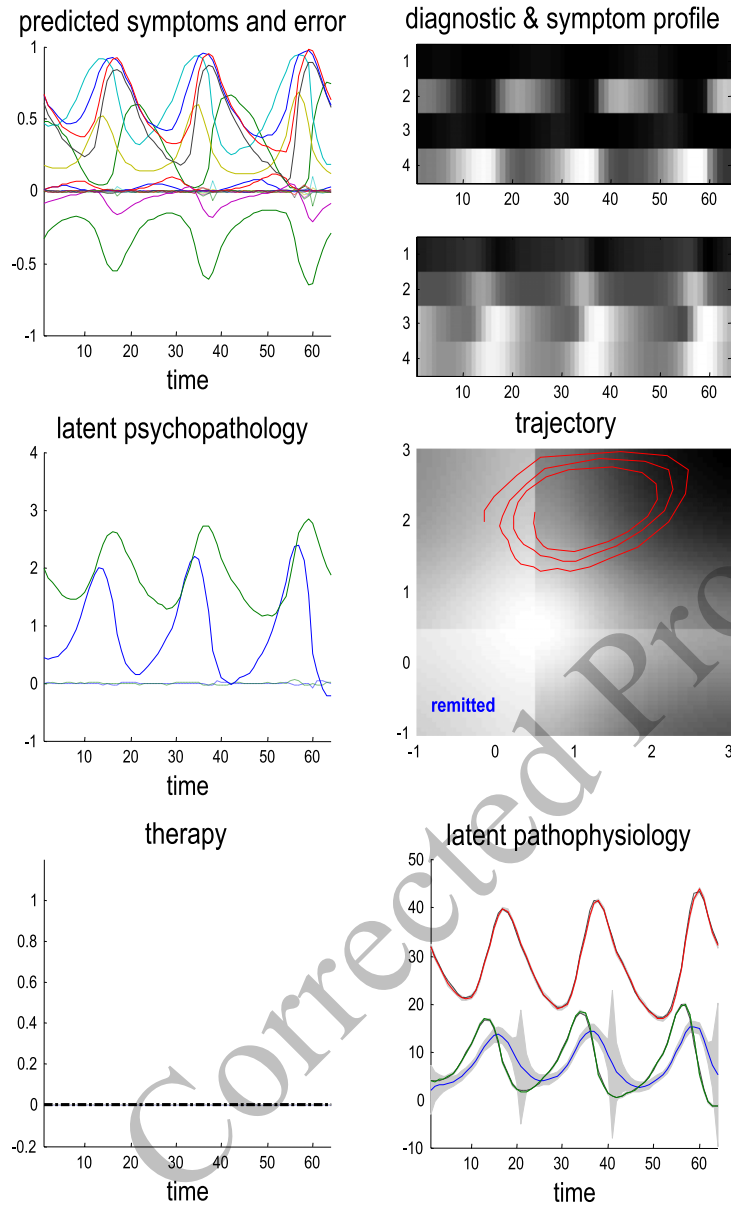 predicted symptoms and error
1
0.5
0
-0.5
-1
10 20 30 40 50 60
time
diagnostic & symptom profile
1
2
3
4
10 20 30 40 50 60
1
2
3
4
10 20 30 40 50 60
latent psychopathology
4
3
2
1
0
-1
10 20 30 40 50 60
time
trajectory
3
2
1
0
-1
remitted
-1 0 1 2 3
therapy
1
0.8
0.6
0.4
0.2
0
-0.2
10 20 30 40 50 60
time
latent pathophysiology
50
40
30
20
10
0
-10
10 20 30 40 50 60
time
Corrected Pro